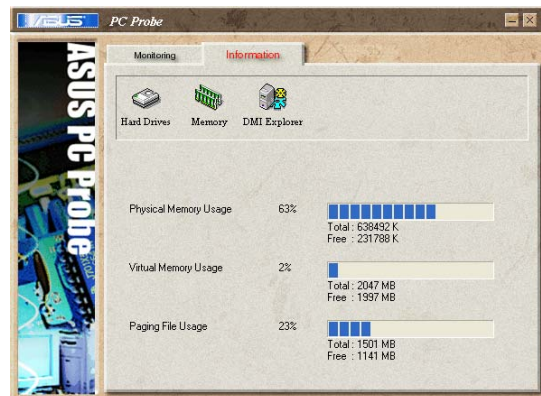 ASUS PC Probe
ASUS PC Probe
Monitoring Information
Hard Drives Memory DMI Explorer
Physical Memory Usage 63%
Total : 638492 K
Free : 231788 K
Virtual Memory Usage 2%
Total : 2047 MB
Free : 1997 MB
Paging File Usage 23%
Total : 1501 MB
Free : 1141 MB